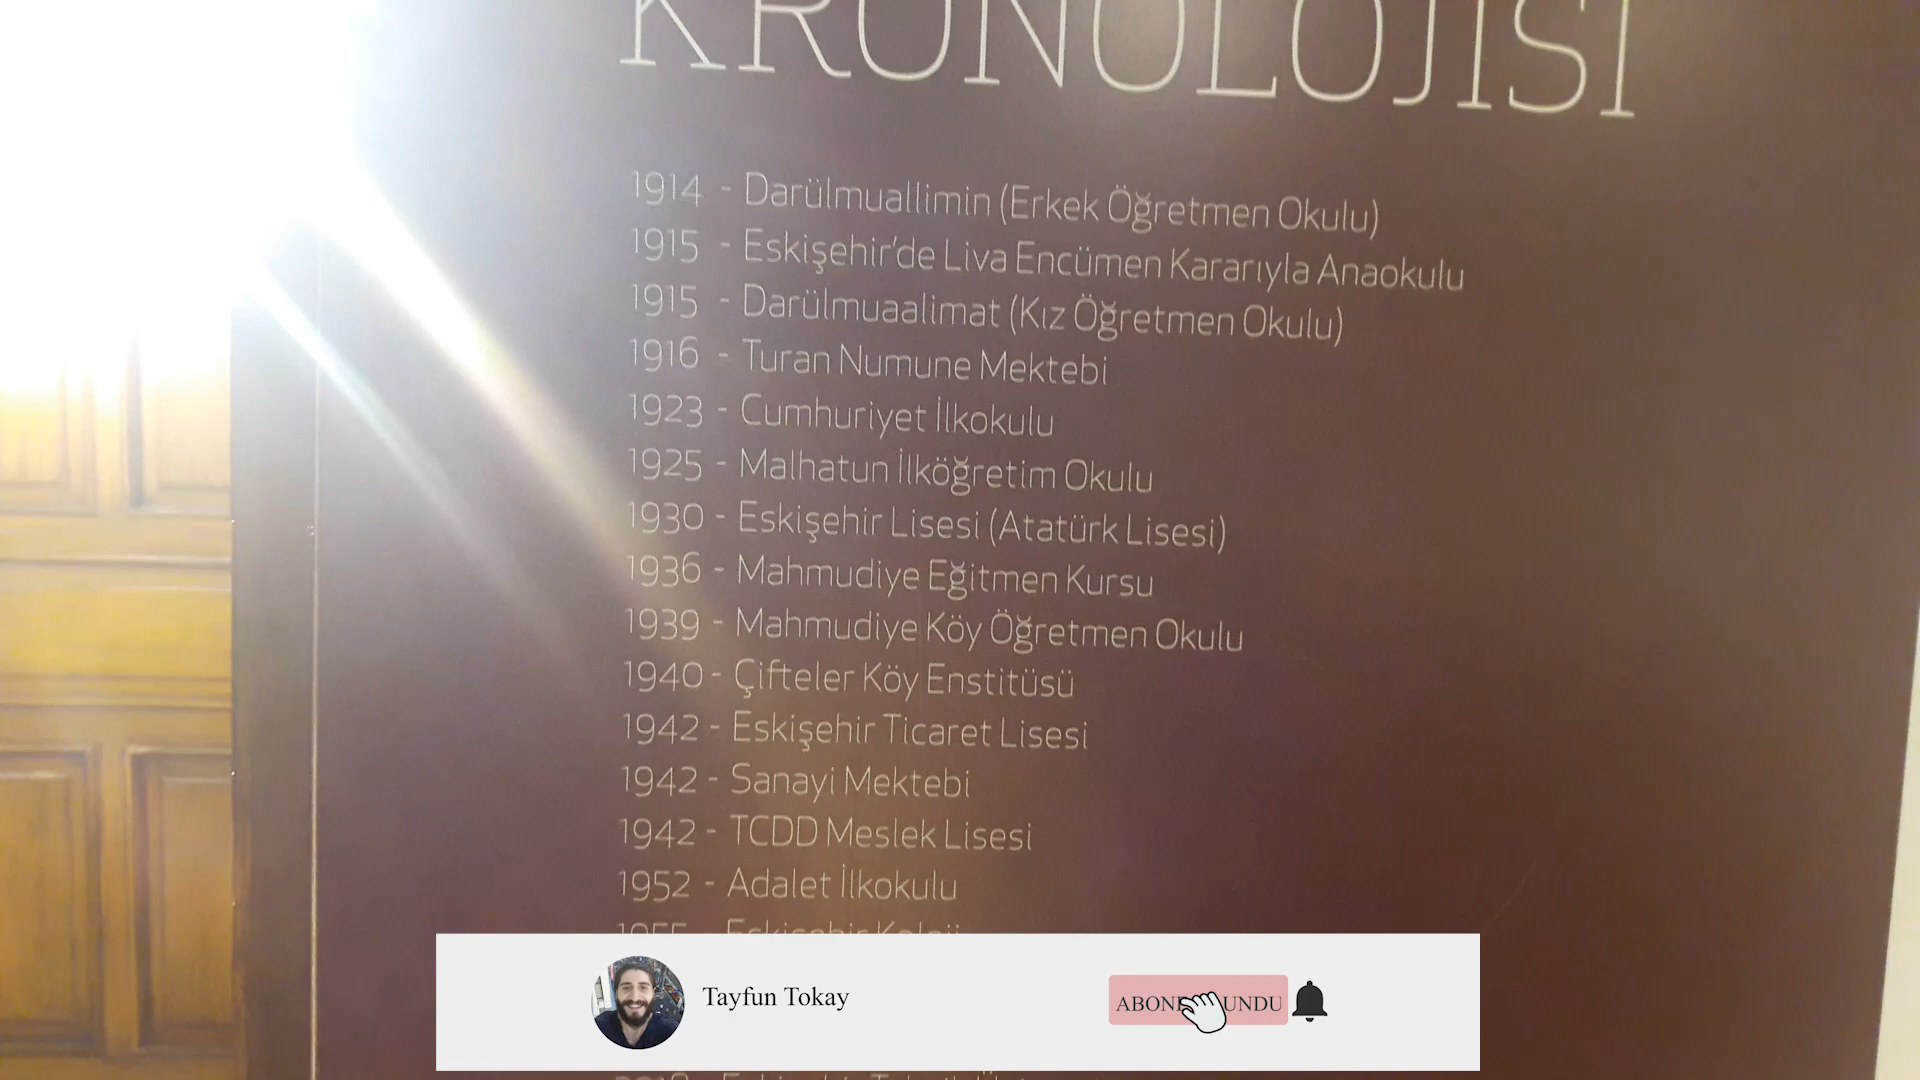 KRONOLOJİSİ
1914 - Darülmuallimin (Erkek Öğretmen Okulu)
1915 - Eskişehir'de Liva Encümen Kararıyla Anaokulu
1915 - Darülmuaalimat (Kız Öğretmen Okulu)
1916 - Turan Numune Mektebi
1923 - Cumhuriyet İlkokulu
1925 - Malhatun İlköğretim Okulu
1930 - Eskişehir Lisesi (Atatürk Lisesi)
1936 - Mahmudiye Eğitmen Kursu
1939 - Mahmudiye Köy Öğretmen Okulu
1940 - Çifteler Köy Enstitüsü
1942 - Eskişehir Ticaret Lisesi
1942 - Sanayi Mektebi
1942 - TCDD Meslek Lisesi
1952 - Adalet İlkokulu
1955 - Eskişehir Koleji
Tayfun Tokay